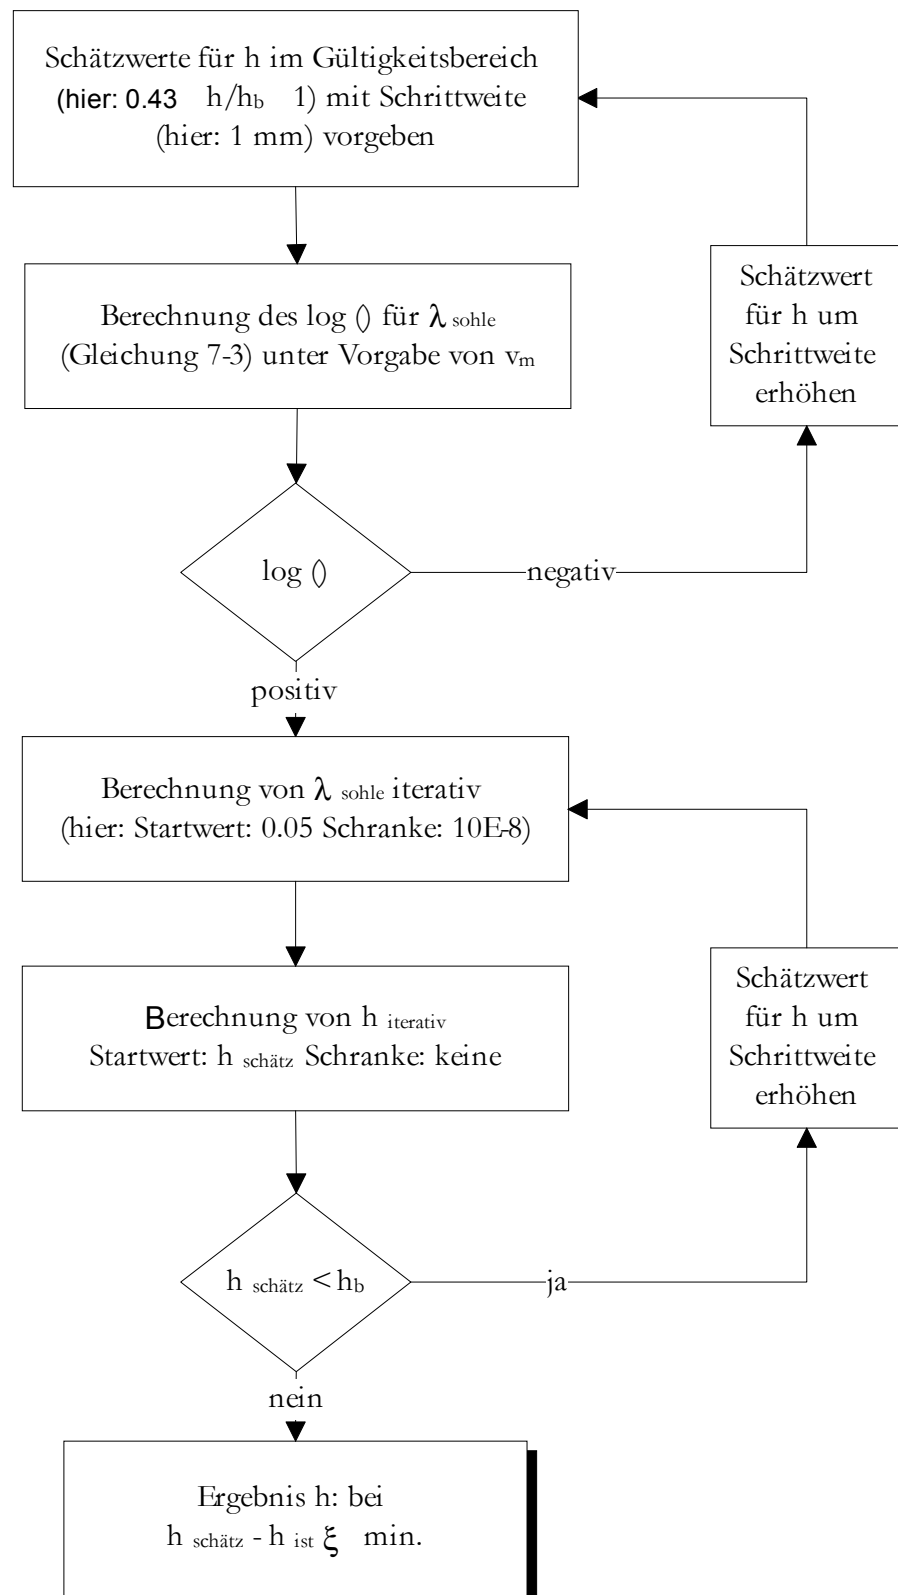 Schätzwerte für h im Gültigkeitsbereich
(hier: 0.43 h/hb 1) mit Schrittweite
(hier: 1 mm) vorgeben
Schätzwert
für h um
Schrittweite
erhöhen
Berechnung des log () für λ sohle
(Gleichung 7-3) unter Vorgabe von vm
log ()
negativ
positiv
Berechnung von λ sohle iterativ
(hier: Startwert: 0.05 Schranke: 10E-8)
Schätzwert
für h um
Schrittweite
erhöhen
Berechnung von h iterativ
Startwert: h schätz Schranke: keine
h schätz < hb
ja
nein
Ergebnis h: bei
h schätz - h ist ξ min.